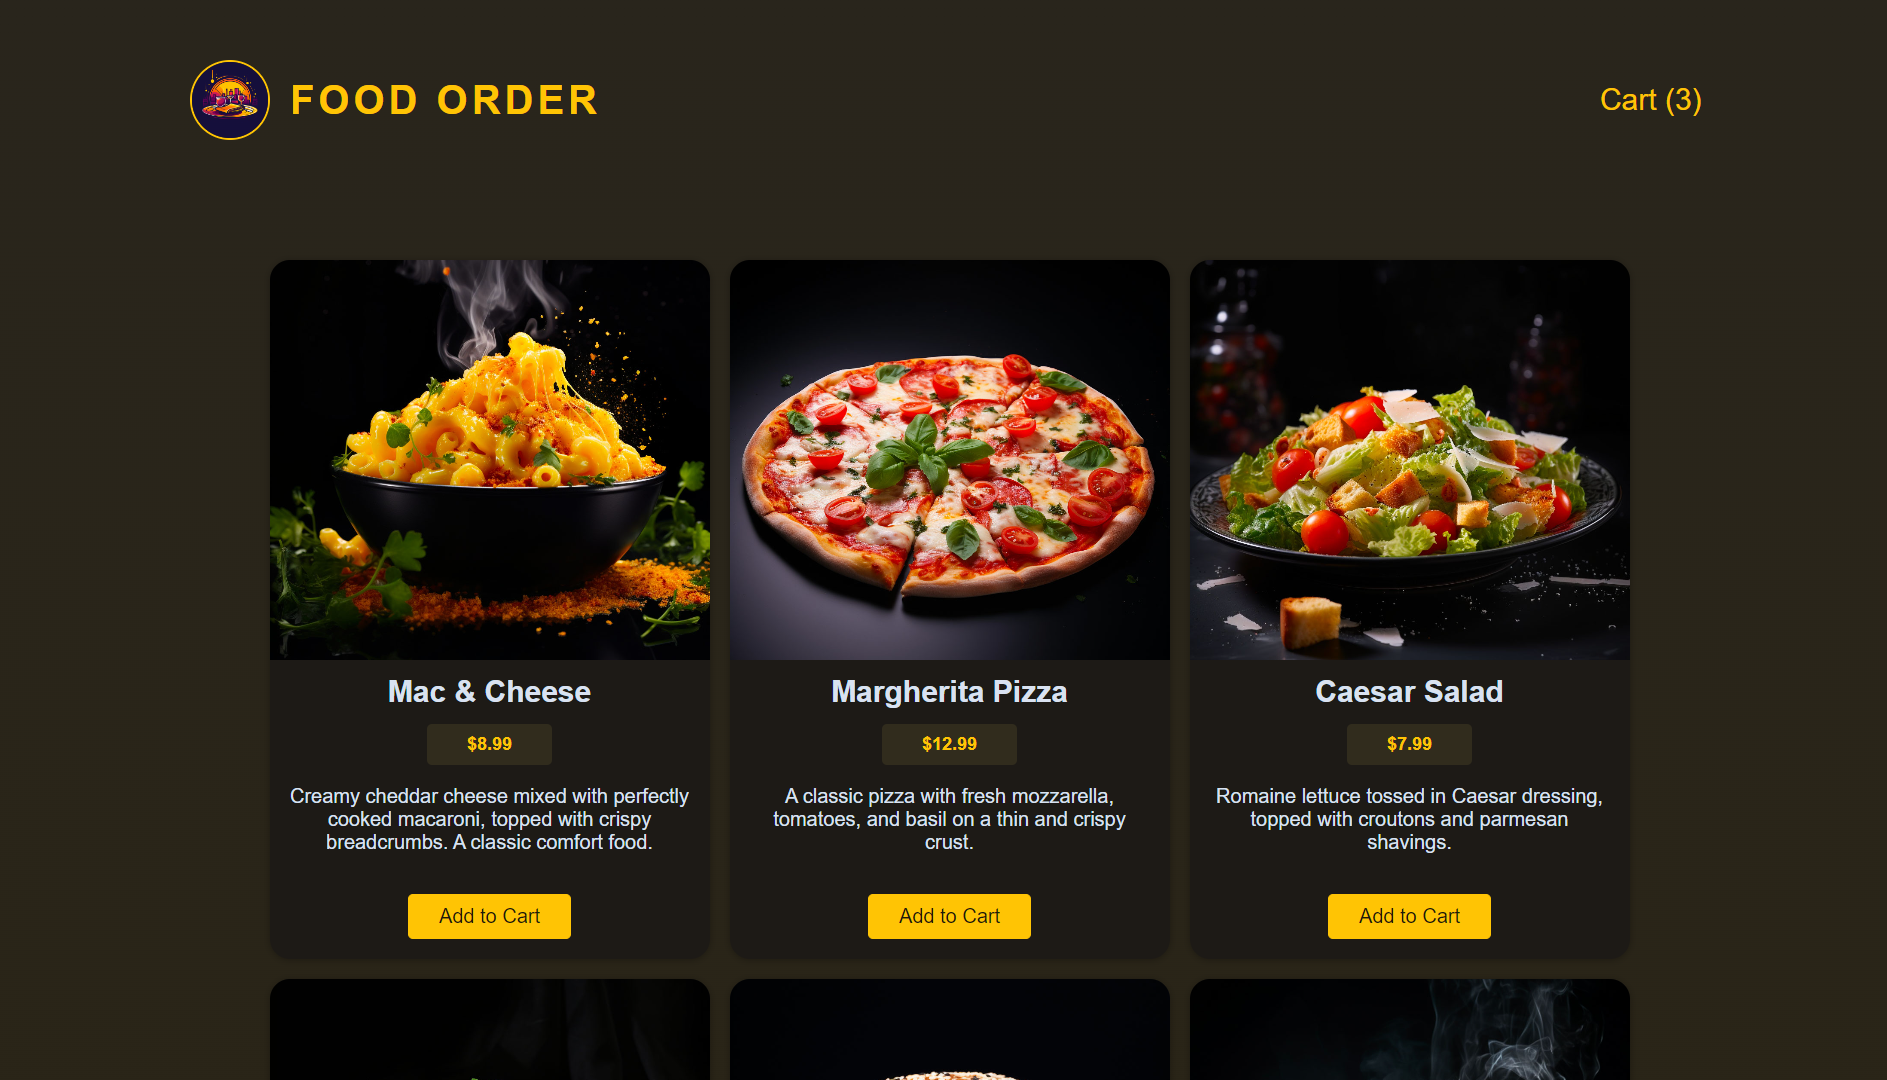 FOOD ORDER
Cart (3)
Mac & Cheese
$8.99
Creamy cheddar cheese mixed with perfectly
cooked macaroni, topped with crispy
breadcrumbs. A classic comfort food.
Add to Cart
Margherita Pizza
$12.99
A classic pizza with fresh mozzarella,
tomatoes, and basil on a thin and crispy
crust.
Add to Cart
Caesar Salad
$7.99
Romaine lettuce tossed in Caesar dressing,
topped with croutons and parmesan
shavings.
Add to Cart